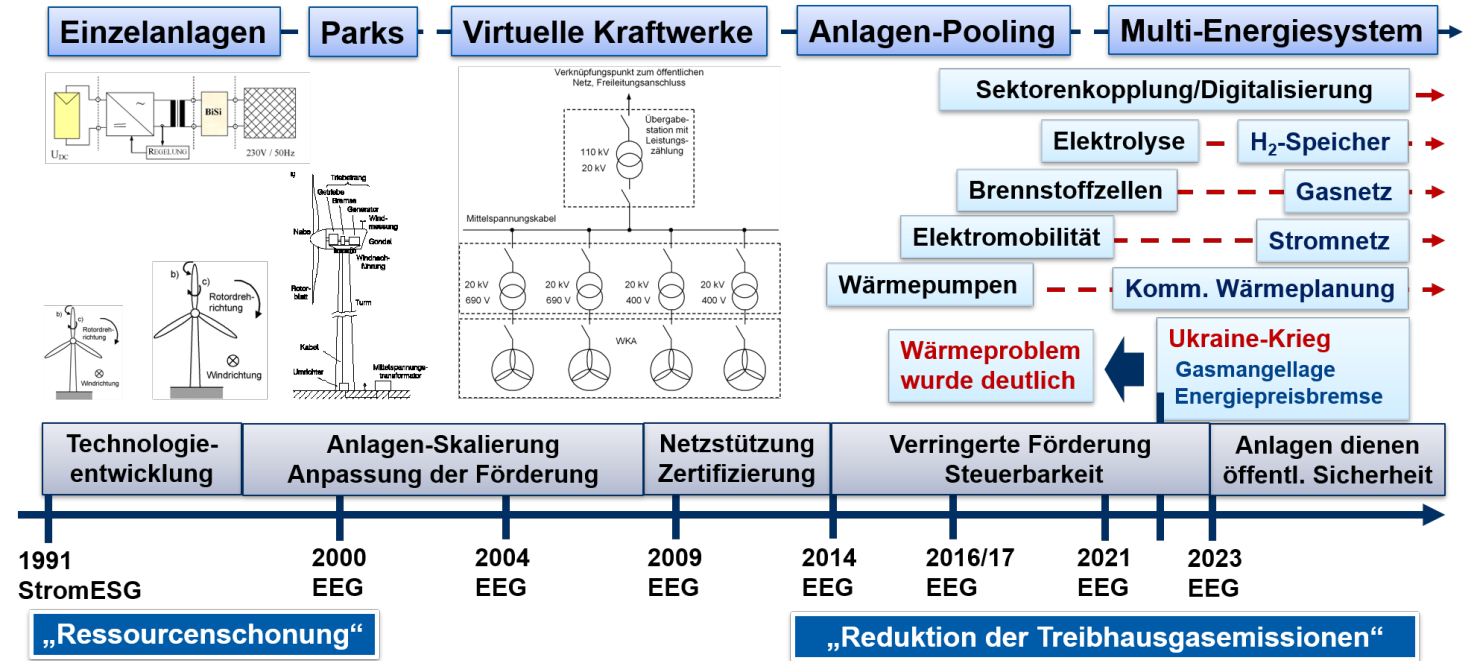 Einzelanlagen
Parks
Virtuelle Kraftwerke
Anlagen-Pooling
Multi-Energiesystem
BiSi
REGELUNG
U_DC
230V / 50Hz
b)
c)
Rotordreh-
richtung
Windrichtung
b)
c)
Rotordreh-
richtung
Windrichtung
a)
Triebstrang
Getriebe
Bremse
Generator
Wind-
messung
Nabe
Gondel
Windnach-
führung
Rotor-
blatt
Turm
Kabel
Umrichter
Mittelspannungs-
transformator
Verknüpfungspunkt zum öffentlichen
Netz, Freileitungsanschluss
Übergabe-
station mit
Leistungs-
zählung
110 kV
20 kV
Mittelspannungskabel
20 kV
690 V
20 kV
690 V
20 kV
400 V
20 kV
400 V
WKA
Sektorenkopplung/Digitalisierung
Elektrolyse
H₂-Speicher
Brennstoffzellen
Gasnetz
Elektromobilität
Stromnetz
Wärmepumpen
Komm. Wärmeplanung
Wärmeproblem
wurde deutlich
Ukraine-Krieg
Gasmangellage
Energiepreisbremse
Technologie-
entwicklung
Anlagen-Skalierung
Anpassung der Förderung
Netzstützung
Zertifizierung
Verringerte Förderung
Steuerbarkeit
Anlagen dienen
öffentl. Sicherheit
1991
StromESG
2000
EEG
2004
EEG
2009
EEG
2014
EEG
2016/17
EEG
2021
EEG
2023
EEG
„Ressourcenschonung“
„Reduktion der Treibhausgasemissionen“